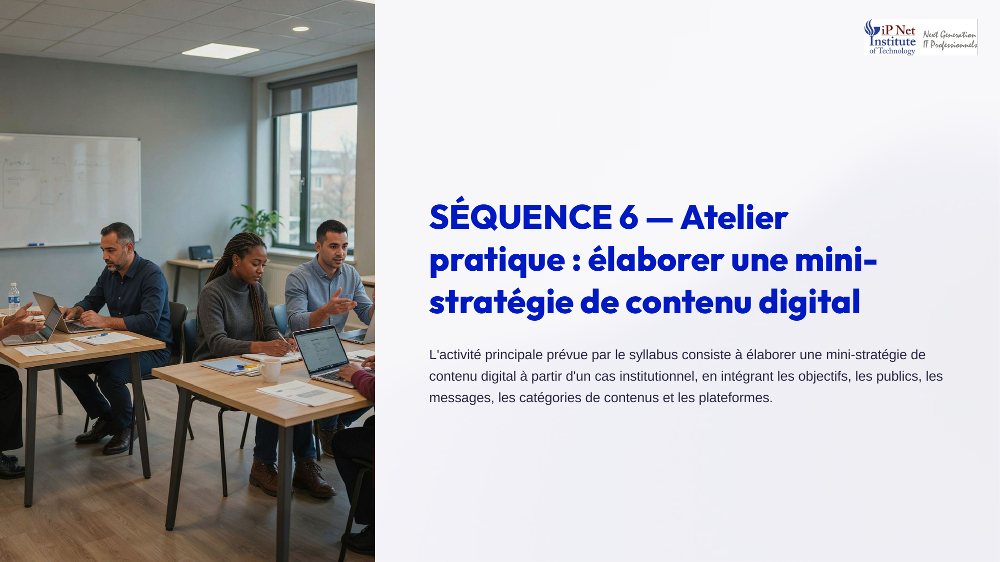 iP Net
Institute
of Technology
Next Generation
IT Professionnels
SÉQUENCE 6 — Atelier
pratique : élaborer une mini-
stratégie de contenu digital
L'activité principale prévue par le syllabus consiste à élaborer une mini-stratégie de
contenu digital à partir d'un cas institutionnel, en intégrant les objectifs, les publics, les
messages, les catégories de contenus et les plateformes.